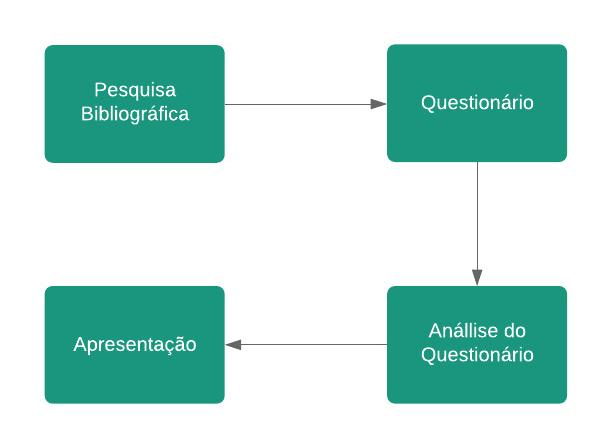 Pesquisa
Bibliográfica
Questionário
Anállise do
Questionário
Apresentação